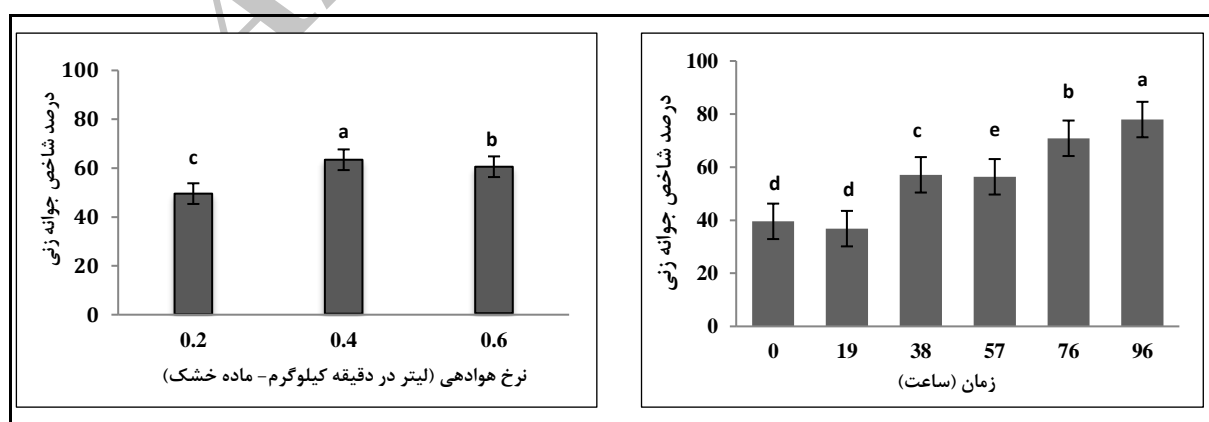 100
80
60
40
20
0
درصد شاخص جوانه زنی
c
a
b
0.2 0.4 0.6
نرخ هوادهی (لیتر در دقیقه کیلوگرم- ماده خشک)
100
80
60
40
20
0
درصد شاخص جوانه زنی
d
d
c
e
b
a
0 19 38 57 76 96
زمان (ساعت)